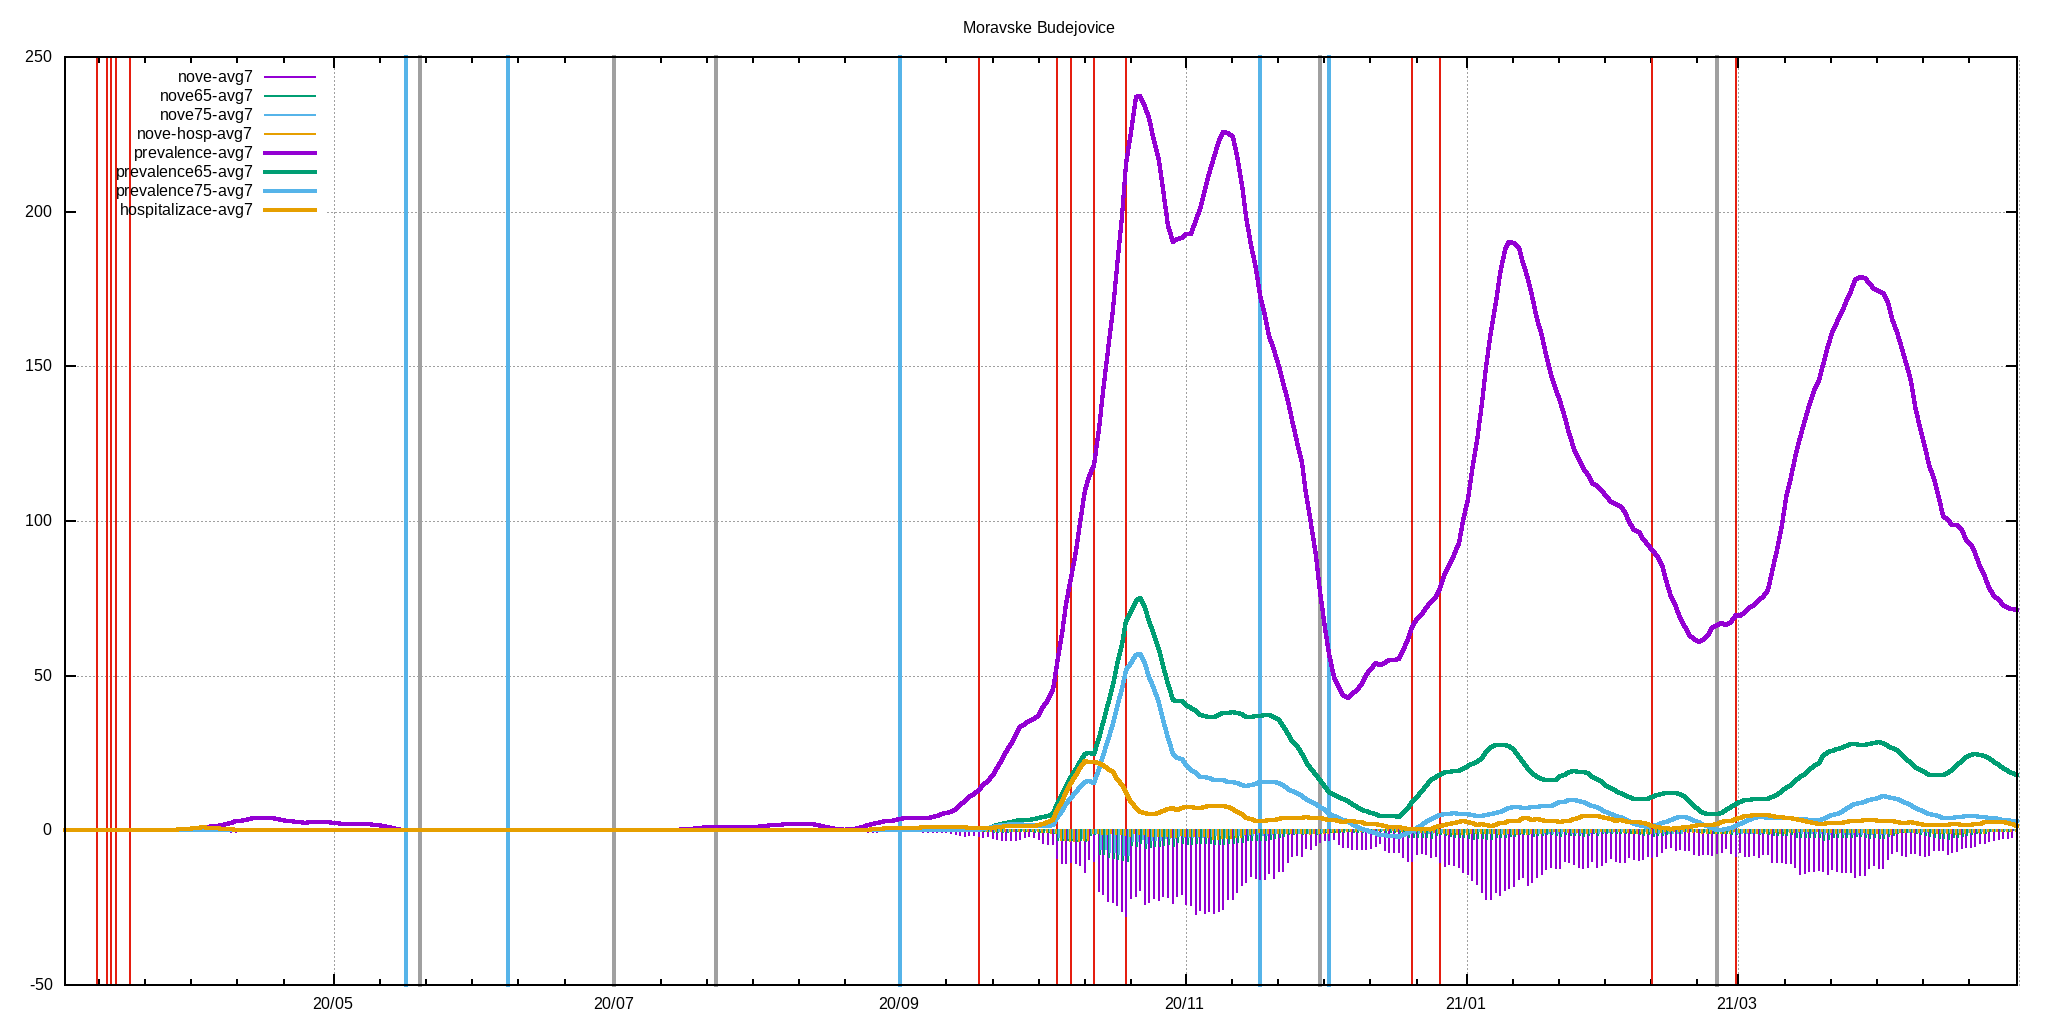 Moravske Budejovice
250
200
150
100
50
0
-50
nove-avg7
nove65-avg7
nove75-avg7
nove-hosp-avg7
prevalence-avg7
prevalence65-avg7
prevalence75-avg7
hospitalizace-avg7
20/05
20/07
20/09
20/11
21/01
21/03